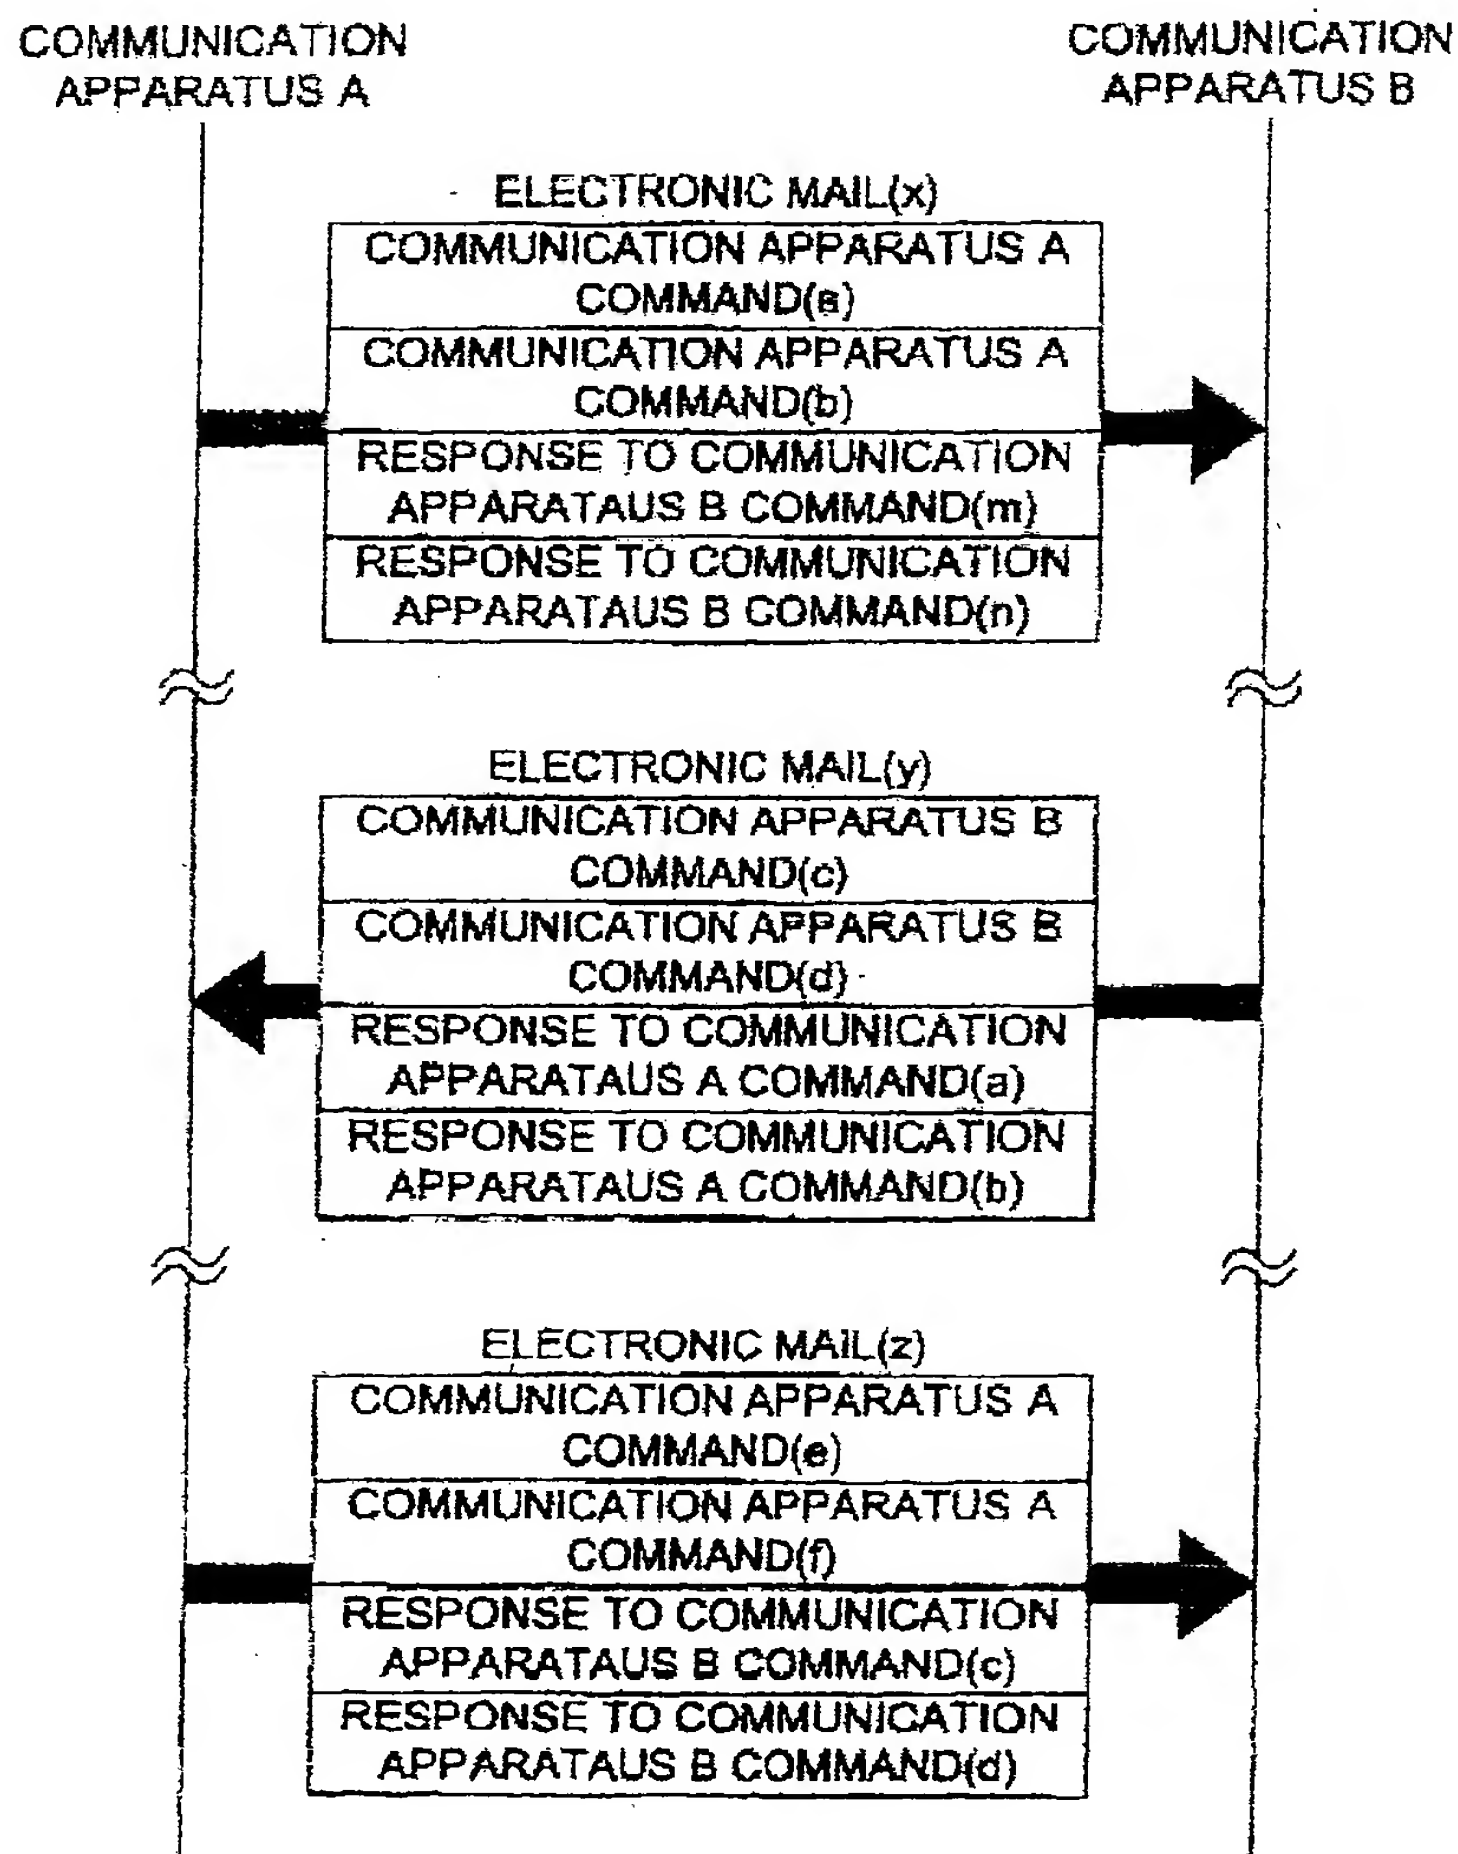 COMMUNICATION
APPARATUS A
COMMUNICATION
APPARATUS B
ELECTRONIC MAIL(x)
COMMUNICATION APPARATUS A
COMMAND(a)
COMMUNICATION APPARATUS A
COMMAND(b)
RESPONSE TO COMMUNICATION
APPARATAUS B COMMAND(m)
RESPONSE TO COMMUNICATION
APPARATAUS B COMMAND(n)
ELECTRONIC MAIL(y)
COMMUNICATION APPARATUS B
COMMAND(c)
COMMUNICATION APPARATUS B
COMMAND(d)
RESPONSE TO COMMUNICATION
APPARATAUS A COMMAND(a)
RESPONSE TO COMMUNICATION
APPARATAUS A COMMAND(b)
ELECTRONIC MAIL(z)
COMMUNICATION APPARATUS A
COMMAND(e)
COMMUNICATION APPARATUS A
COMMAND(f)
RESPONSE TO COMMUNICATION
APPARATAUS B COMMAND(c)
RESPONSE TO COMMUNICATION
APPARATAUS B COMMAND(d)